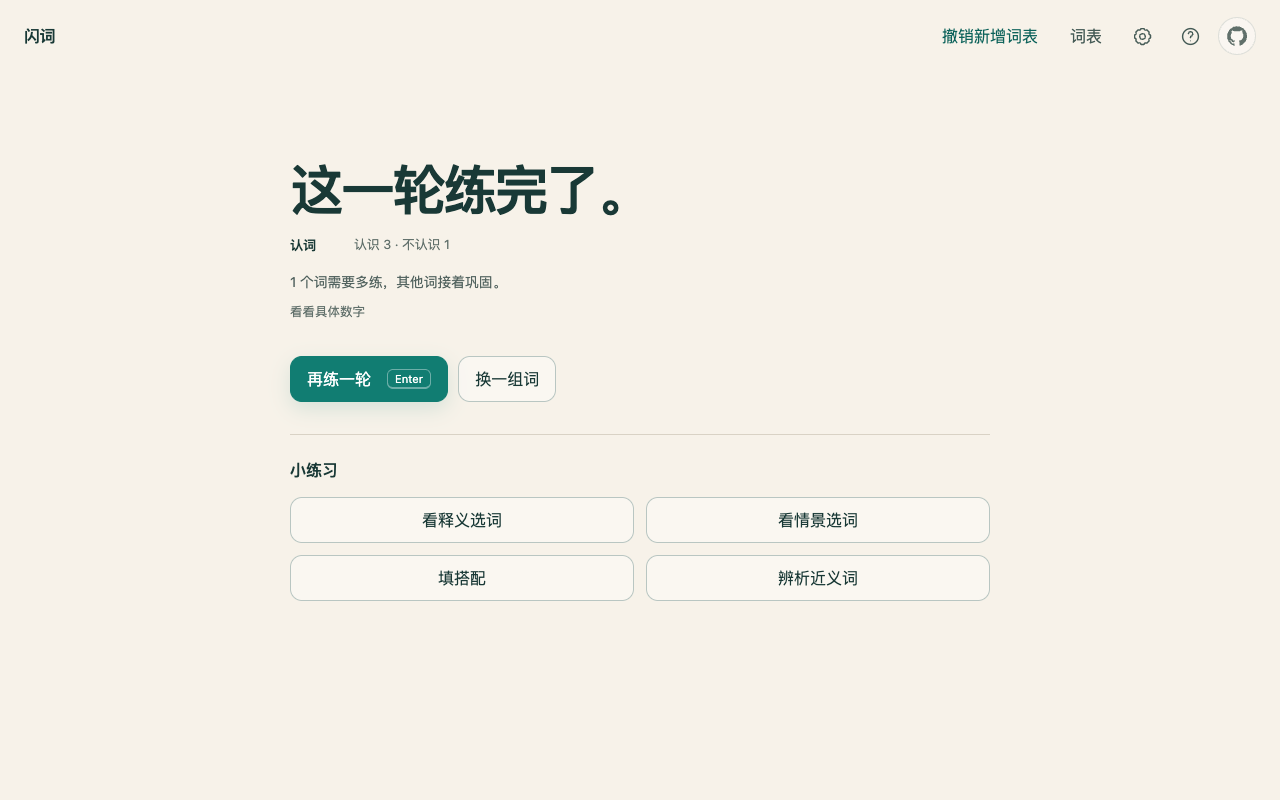 闪词
撤销新增词表 词表
这一轮练完了。
认词 认识 3 · 不认识 1
1 个词需要多练，其他词接着巩固。
看看具体数字
再练一轮 Enter 换一组词
小练习
看释义选词 看情景选词
填搭配 辨析近义词